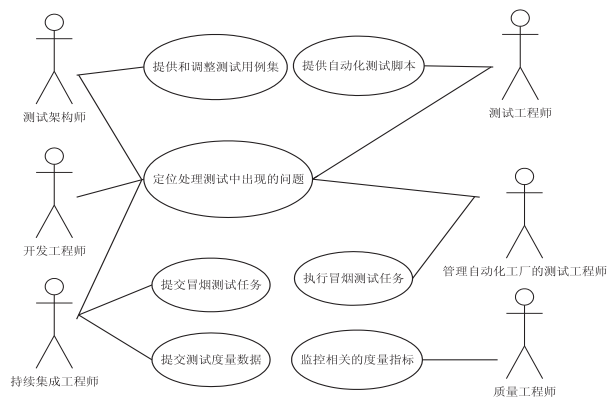 提供和调整测试用例集
提供自动化测试脚本
测试架构师
测试工程师
定位处理测试中出现的问题
开发工程师
管理自动化工厂的测试工程师
提交冒烟测试任务
执行冒烟测试任务
持续集成工程师
提交测试度量数据
监控相关的度量指标
质量工程师